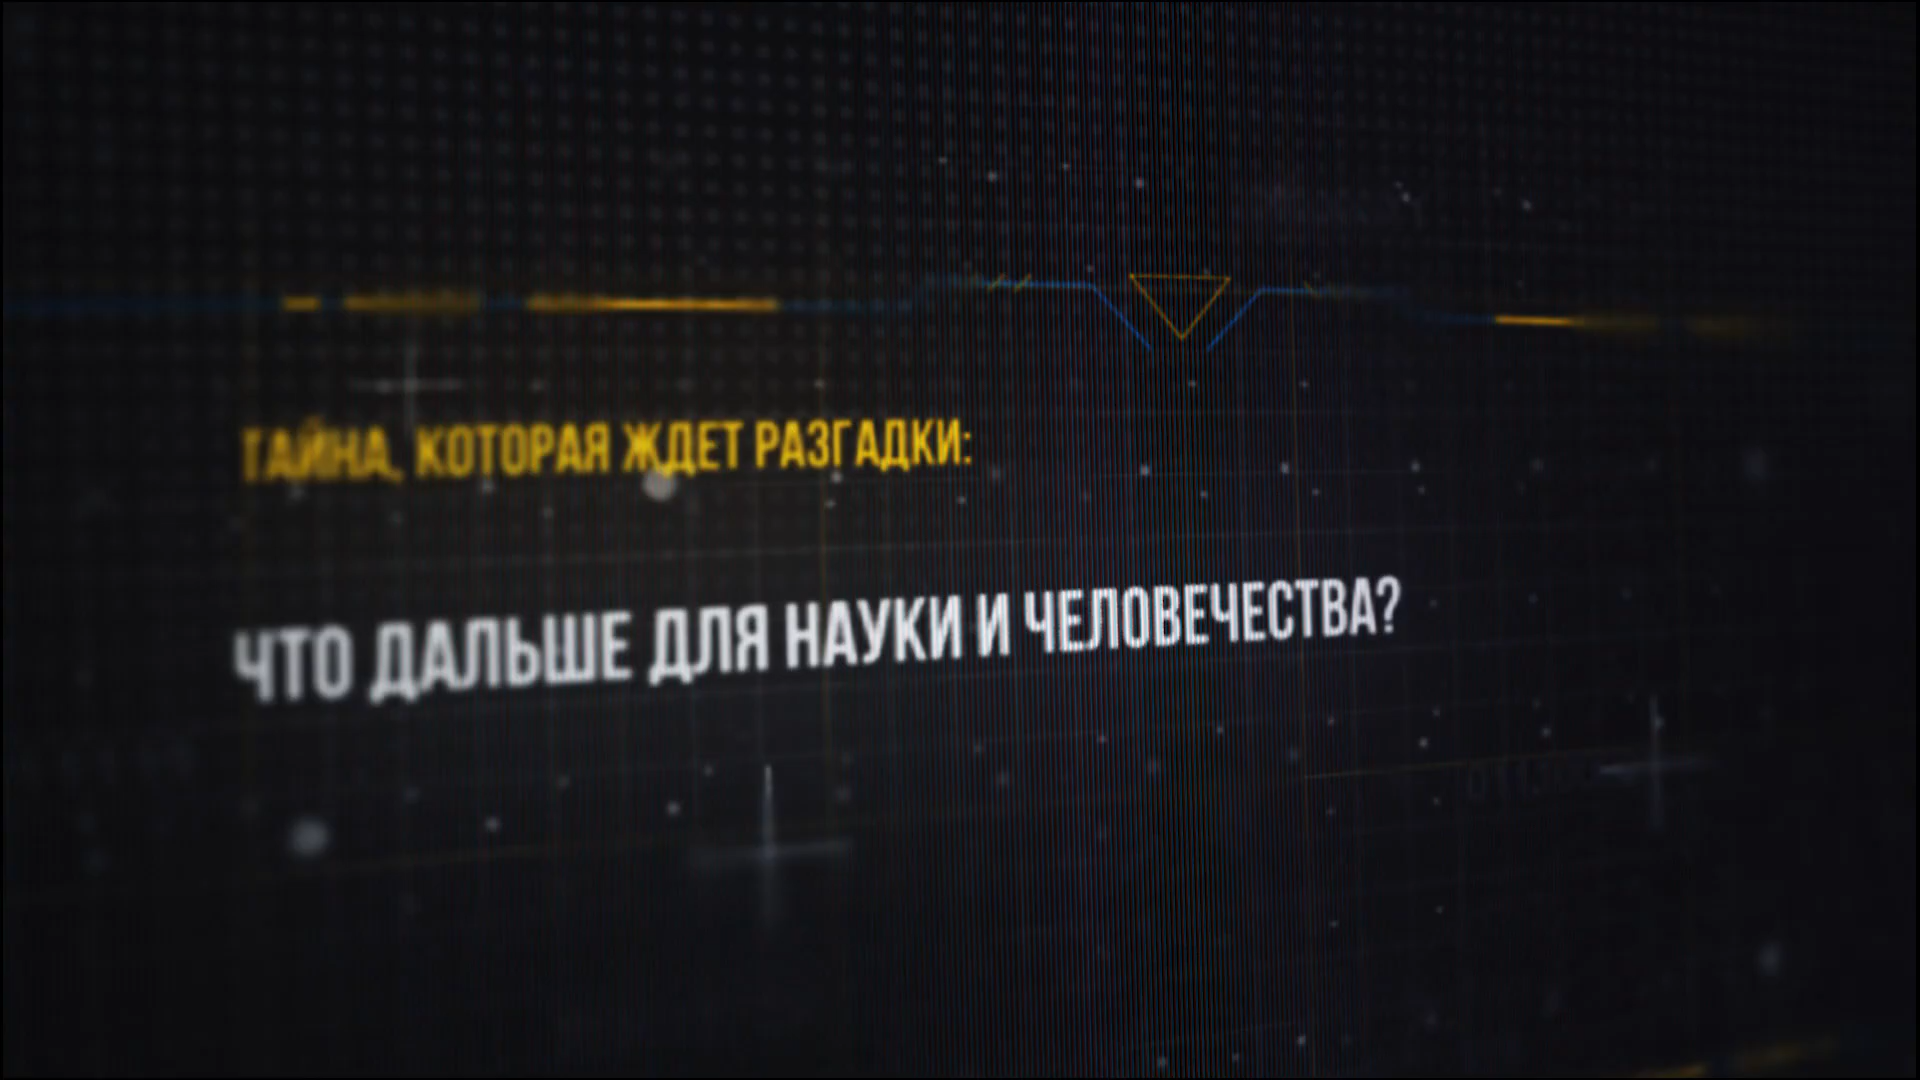 ТАЙНА, КОТОРАЯ ЖДЕТ РАЗГАДКИ:
ЧТО ДАЛЬШЕ ДЛЯ НАУКИ И ЧЕЛОВЕЧЕСТВА?